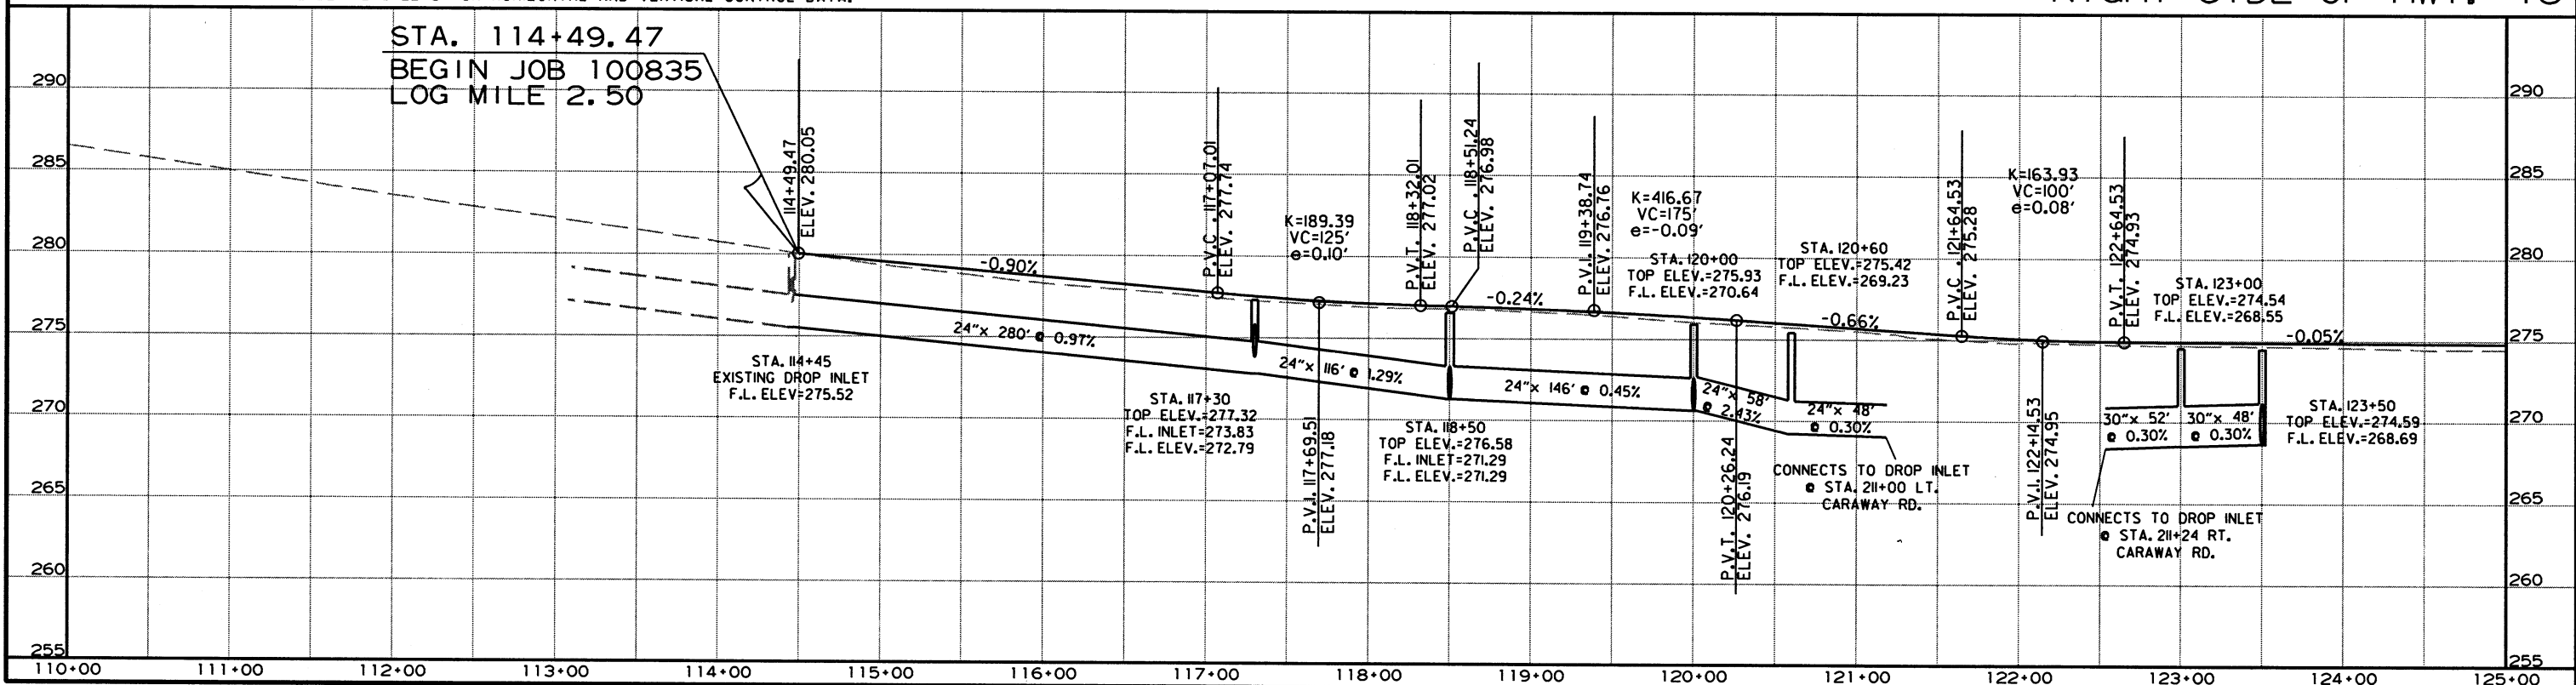 STA. 114+49.47
BEGIN JOB 100835
LOG MILE 2.50
290
285
280
275
270
265
260
255
114+49.47
ELEV. 280.05
-0.90%
24"x 280' @ 0.97%
STA. 114+45
EXISTING DROP INLET
F.L. ELEV=275.52
P.V.C. 117+07.01
ELEV. 277.74
K=189.39
VC=125'
e=0.10'
P.V.T. 118+32.01
ELEV. 277.02
P.V.C. 118+51.24
ELEV. 276.98
-0.24%
STA. 117+30
TOP ELEV.=277.32
F.L. INLET=273.83
F.L. ELEV.=272.79
24"x 116' @ 1.29%
P.V.I. 117+69.51
ELEV. 277.18
STA. 118+50
TOP ELEV.=276.58
F.L. INLET=271.29
F.L. ELEV.=271.29
24"x 146' @ 0.45%
P.V.I. 119+38.74
ELEV. 276.76
K=416.67
VC=175'
e=-0.09'
STA. 120+00
TOP ELEV.=275.93
F.L. ELEV.=270.64
STA. 120+60
TOP ELEV.=275.42
F.L. ELEV.=269.23
-0.66%
24"x 58'
@ 2.43%
24"x 48'
@ 0.30%
P.V.T. 120+26.24
ELEV. 276.19
CONNECTS TO DROP INLET
@ STA. 211+00 LT.
CARAWAY RD.
P.V.C. 121+64.53
ELEV. 275.28
K=163.93
VC=100'
e=0.08'
P.V.T. 122+64.53
ELEV. 274.93
STA. 123+00
TOP ELEV.=274.54
F.L. ELEV.=268.55
-0.05%
30"x 52'
@ 0.30%
30"x 48'
@ 0.30%
STA. 123+50
TOP ELEV.=274.59
F.L. ELEV.=268.69
P.V.I. 122+14.53
ELEV. 274.95
CONNECTS TO DROP INLET
@ STA. 211+24 RT.
CARAWAY RD.
290
285
280
275
270
265
260
255
110+00 111+00 112+00 113+00 114+00 115+00 116+00 117+00 118+00 119+00 120+00 121+00 122+00 123+00 124+00 125+00